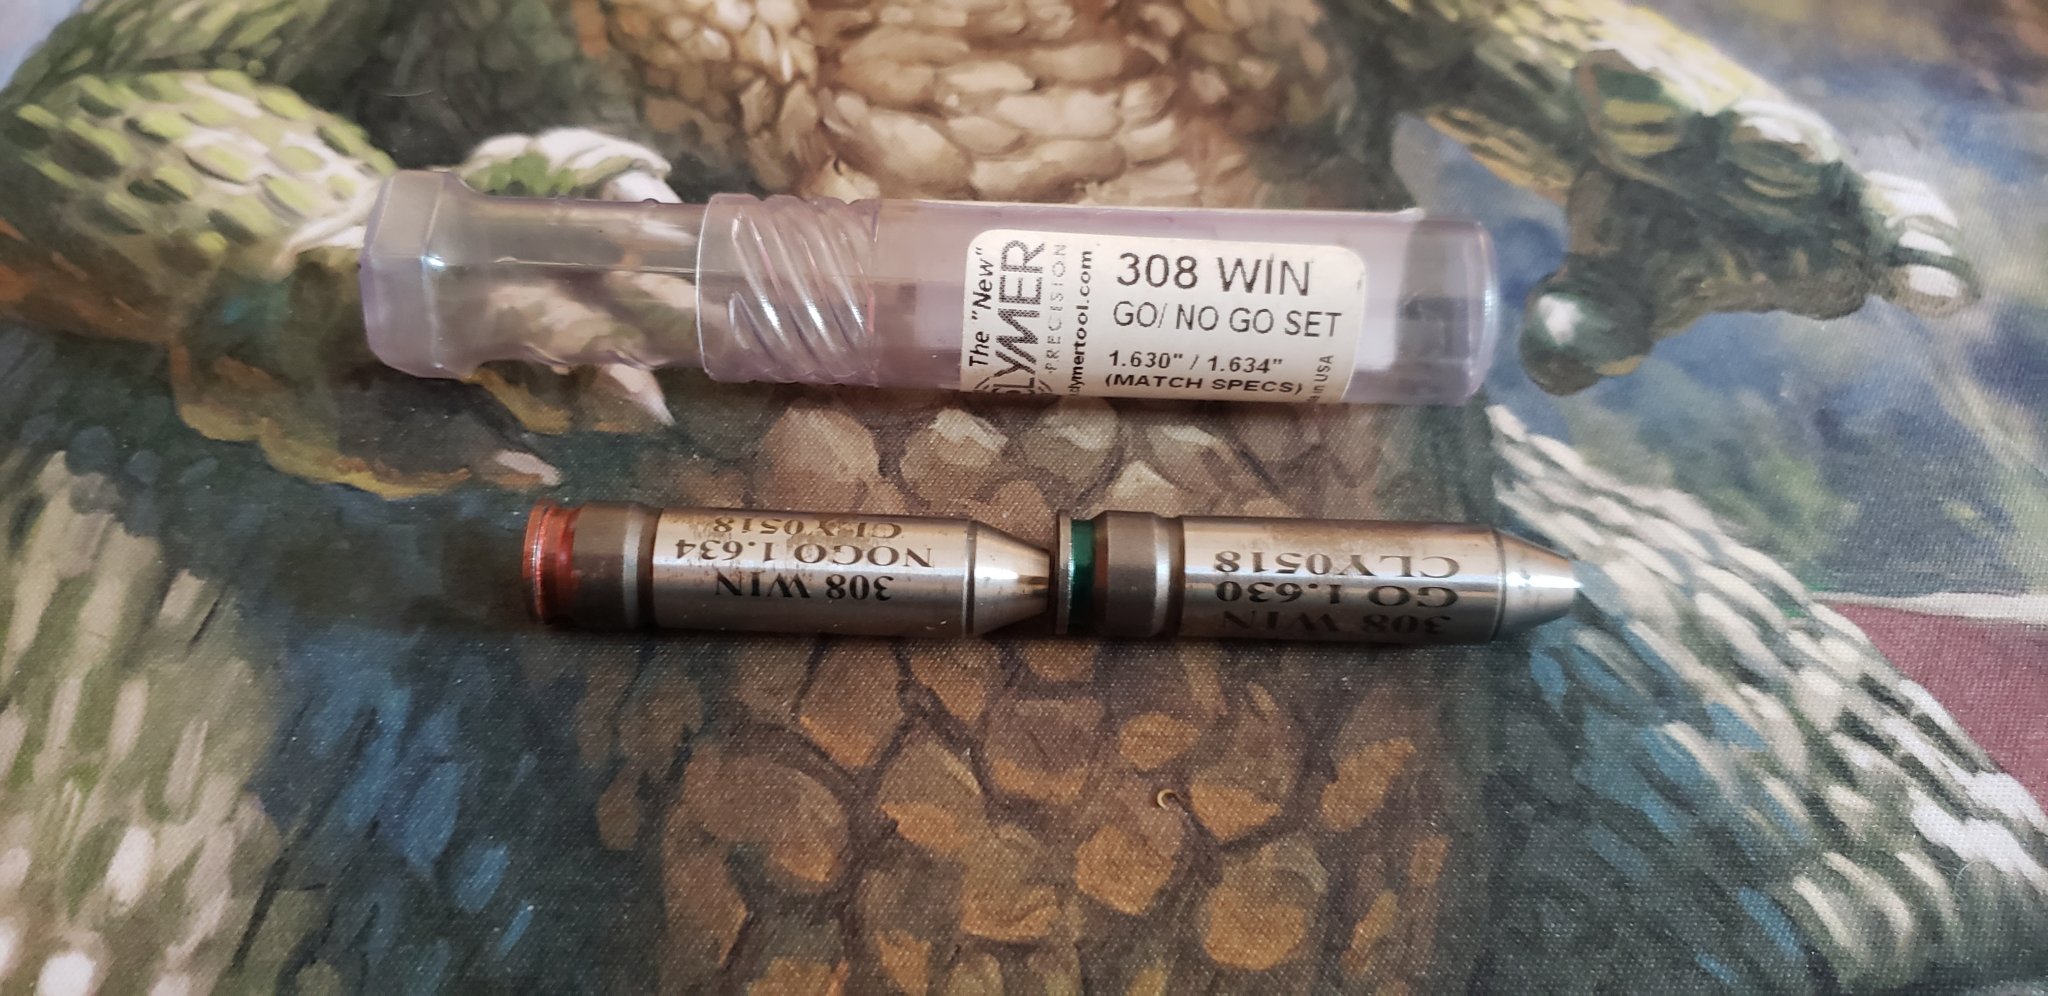 The "New"
CLYMER
PRECISION
clymertool.com
308 WIN
GO/ NO GO SET
1.630" / 1.634"
(MATCH SPECS)
in USA
308 WIN
NOGO 1.634
CLY0518
308 WIN
GO 1.630
CLY0518